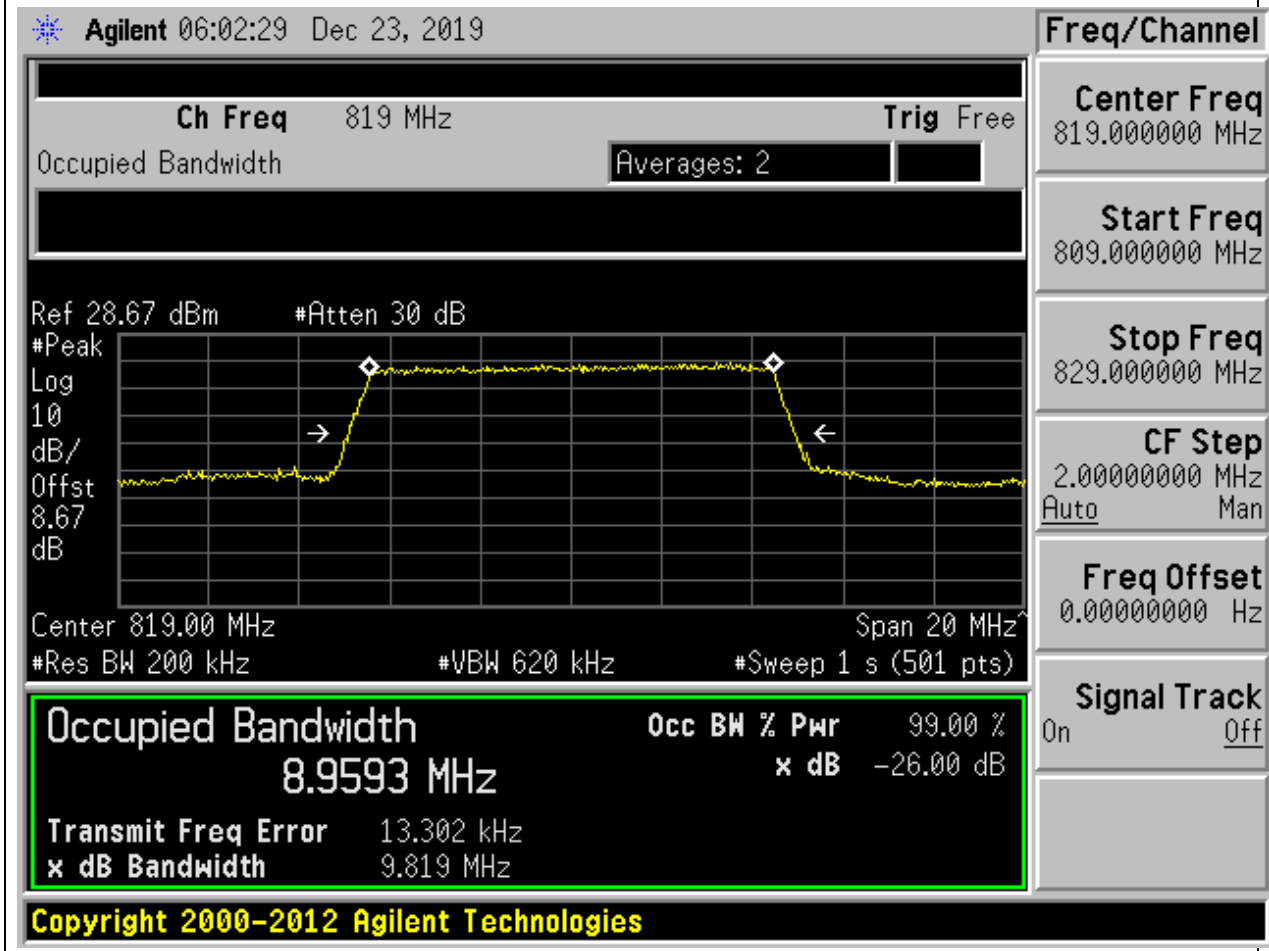 Agilent 06:02:29 Dec 23, 2019
Freq/Channel
Ch Freq 819 MHz Trig Free
Occupied Bandwidth Averages: 2
Center Freq
819.000000 MHz
Start Freq
809.000000 MHz
Stop Freq
829.000000 MHz
CF Step
2.00000000 MHz
Auto Man
Freq Offset
0.00000000 Hz
Signal Track
On Off
Ref 28.67 dBm #Atten 30 dB
#Peak
Log
10
dB/
Offst
8.67
dB
Center 819.00 MHz Span 20 MHz^
#Res BW 200 kHz #VBW 620 kHz #Sweep 1 s (501 pts)
Occupied Bandwidth Occ BW % Pwr 99.00 %
8.9593 MHz x dB -26.00 dB
Transmit Freq Error 13.302 kHz
x dB Bandwidth 9.819 MHz
Copyright 2000-2012 Agilent Technologies